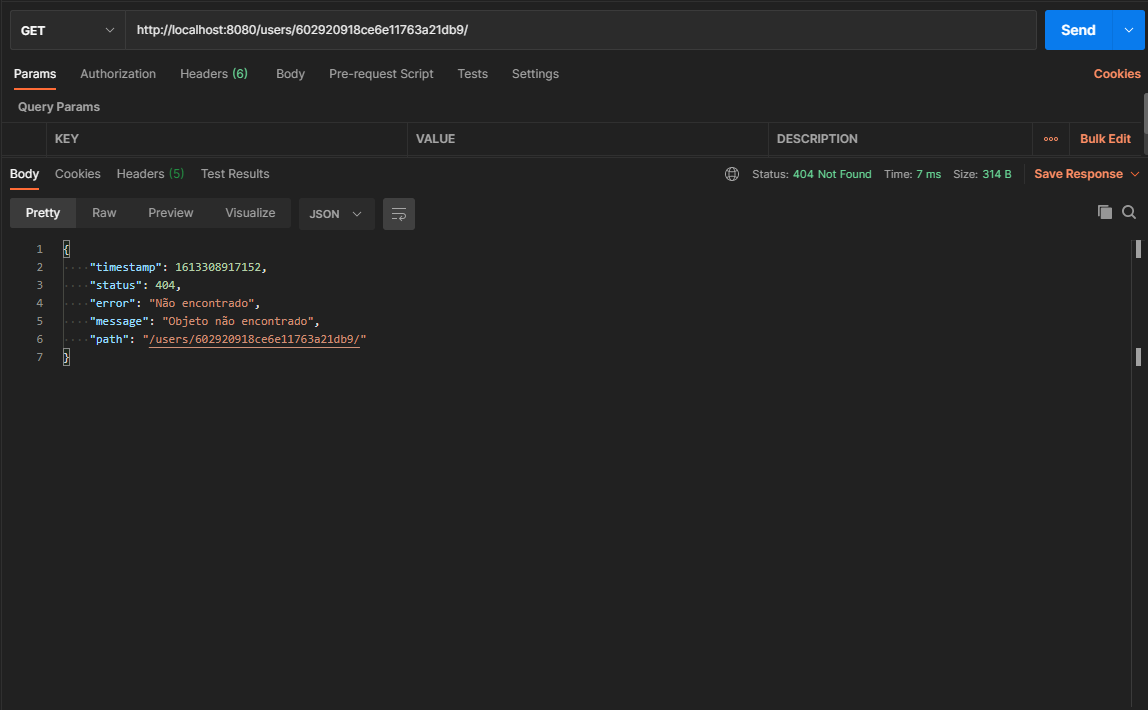 GET http://localhost:8080/users/602920918ce6e11763a21db9/ Send
Params Authorization Headers (6) Body Pre-request Script Tests Settings Cookies
Query Params
KEY VALUE DESCRIPTION Bulk Edit
Body Cookies Headers (5) Test Results Status: 404 Not Found Time: 7 ms Size: 314 B Save Response
Pretty Raw Preview Visualize JSON
1 {
2 "timestamp": 1613308917152,
3 "status": 404,
4 "error": "Não encontrado",
5 "message": "Objeto não encontrado",
6 "path": "/users/602920918ce6e11763a21db9/"
7 }